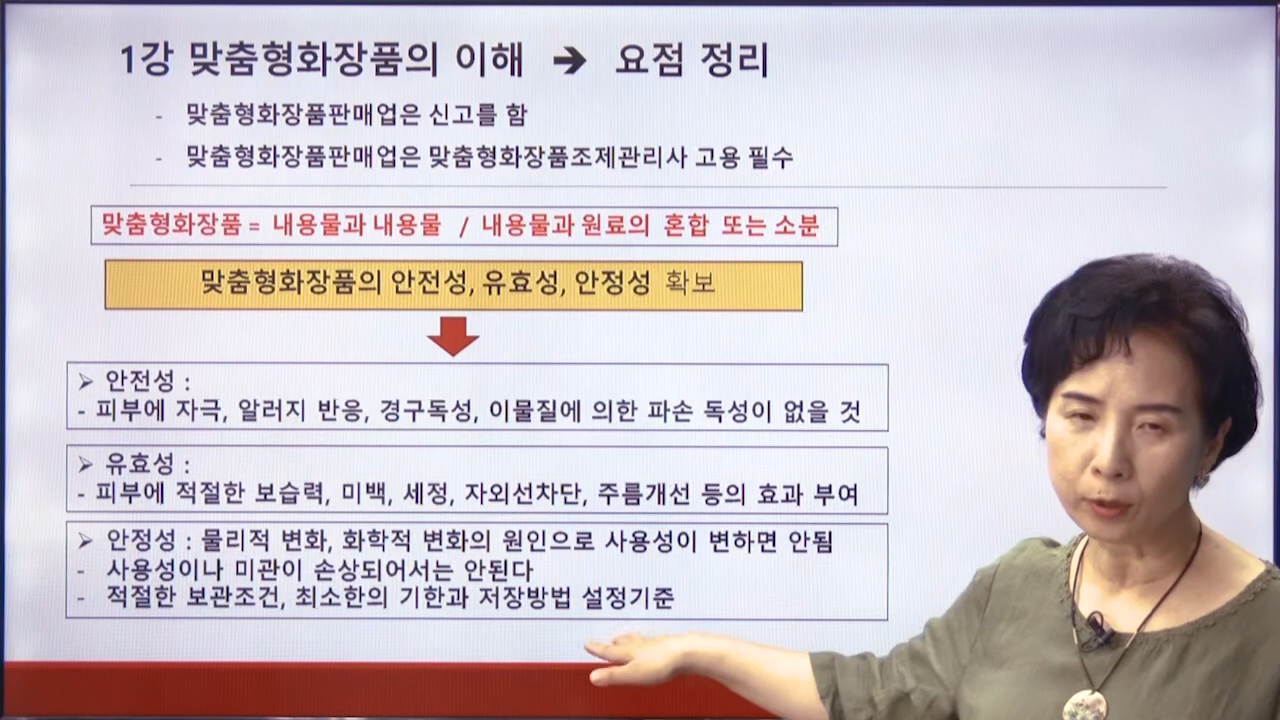 1강 맞춤형화장품의 이해 ➔ 요점 정리
- 맞춤형화장품판매업은 신고를 함
- 맞춤형화장품판매업은 맞춤형화장품조제관리사 고용 필수
맞춤형화장품 = 내용물과 내용물 / 내용물과 원료의 혼합 또는 소분
맞춤형화장품의 안전성, 유효성, 안정성 확보
➢ 안전성 :
- 피부에 자극, 알러지 반응, 경구독성, 이물질에 의한 파손 독성이 없을 것
➢ 유효성 :
- 피부에 적절한 보습력, 미백, 세정, 자외선차단, 주름개선 등의 효과 부여
➢ 안정성 : 물리적 변화, 화학적 변화의 원인으로 사용성이 변하면 안됨
- 사용성이나 미관이 손상되어서는 안된다
- 적절한 보관조건, 최소한의 기한과 저장방법 설정기준